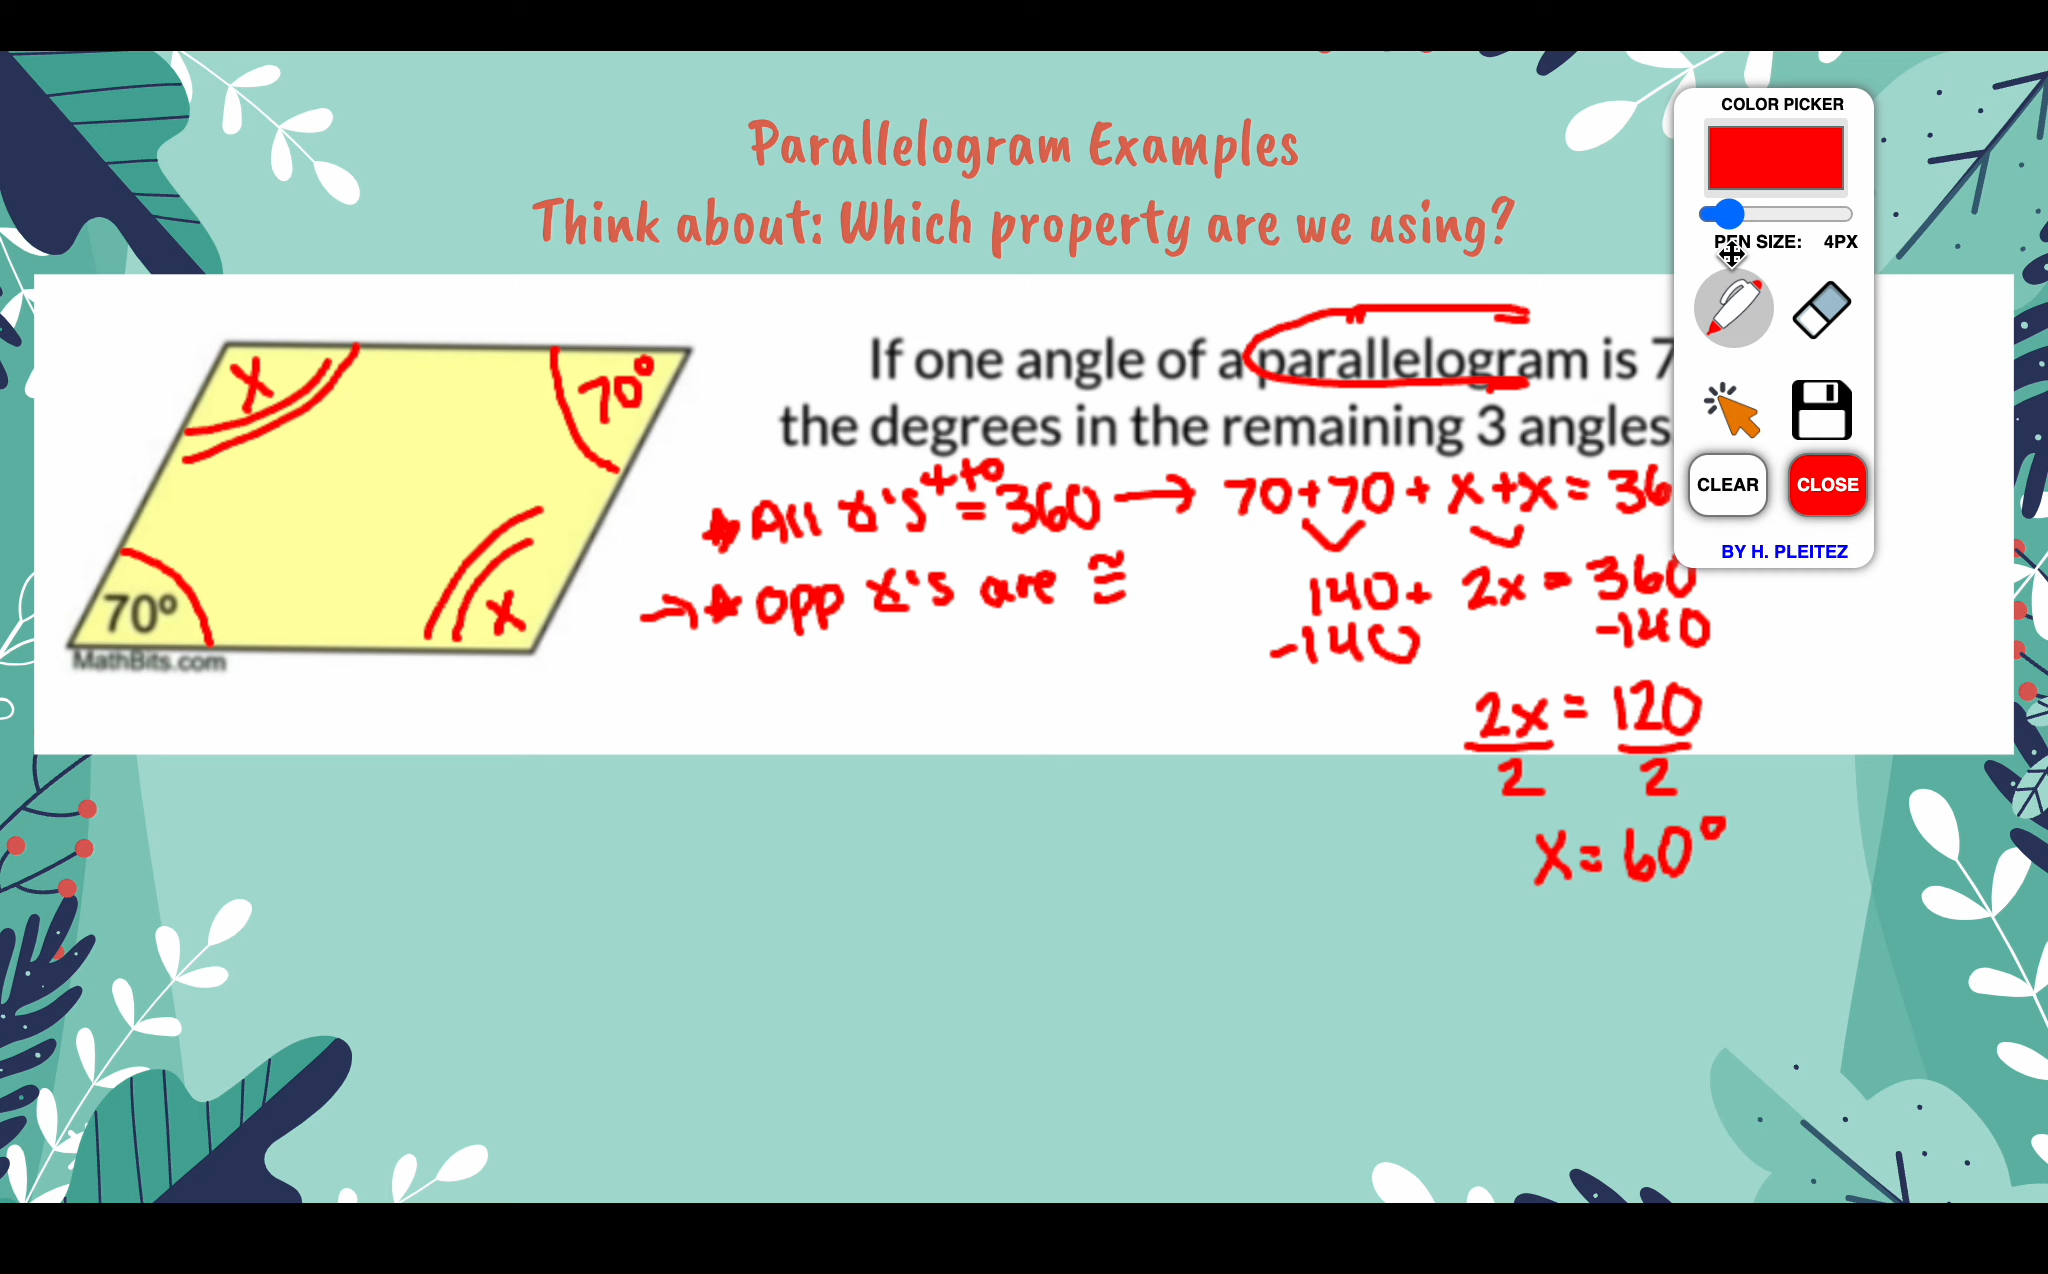 Parallelogram Examples
Think about: Which property are we using?
COLOR PICKER
PEN SIZE: 4PX
CLEAR
CLOSE
BY H. PLEITEZ
If one angle of a parallelogram is 7
the degrees in the remaining 3 angles
x
70°
70º
x
MathBits.com
All ∡'s + to = 360 → 70+70 + x+x = 36
→ opp ∡'s are ≅
140 + 2x = 360
-140 -140
2x = 120
2 2
x = 60°